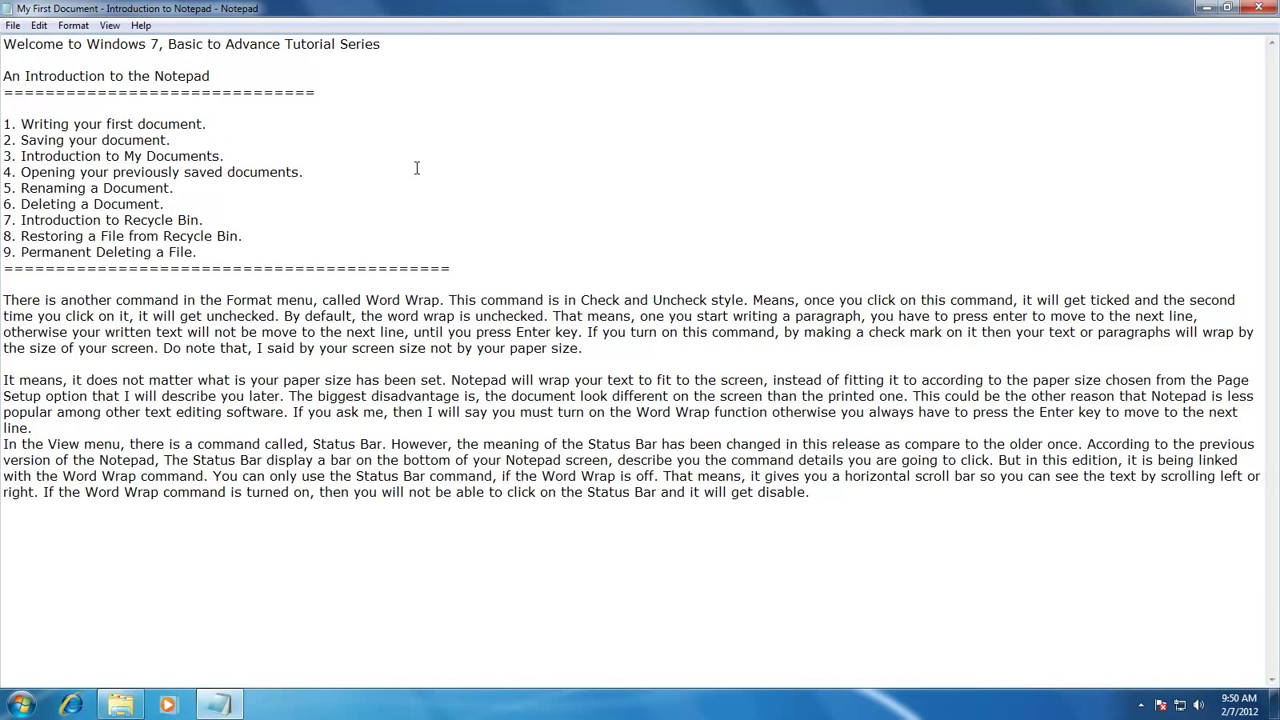 My First Document - Introduction to Notepad - Notepad
File Edit Format View Help
Welcome to Windows 7, Basic to Advance Tutorial Series
An Introduction to the Notepad
==============================
1. Writing your first document.
2. Saving your document.
3. Introduction to My Documents.
4. Opening your previously saved documents.
5. Renaming a Document.
6. Deleting a Document.
7. Introduction to Recycle Bin.
8. Restoring a File from Recycle Bin.
9. Permanent Deleting a File.
===========================================
There is another command in the Format menu, called Word Wrap. This command is in Check and Uncheck style. Means, once you click on this command, it will get ticked and the second
time you click on it, it will get unchecked. By default, the word wrap is unchecked. That means, one you start writing a paragraph, you have to press enter to move to the next line,
otherwise your written text will not be move to the next line, until you press Enter key. If you turn on this command, by making a check mark on it then your text or paragraphs will wrap by
the size of your screen. Do note that, I said by your screen size not by your paper size.
It means, it does not matter what is your paper size has been set. Notepad will wrap your text to fit to the screen, instead of fitting it to according to the paper size chosen from the Page
Setup option that I will describe you later. The biggest disadvantage is, the document look different on the screen than the printed one. This could be the other reason that Notepad is less
popular among other text editing software. If you ask me, then I will say you must turn on the Word Wrap function otherwise you always have to press the Enter key to move to the next
line.
In the View menu, there is a command called, Status Bar. However, the meaning of the Status Bar has been changed in this release as compare to the older once. According to the previous
version of the Notepad, The Status Bar display a bar on the bottom of your Notepad screen, describe you the command details you are going to click. But in this edition, it is being linked
with the Word Wrap command. You can only use the Status Bar command, if the Word Wrap is off. That means, it gives you a horizontal scroll bar so you can see the text by scrolling left or
right. If the Word Wrap command is turned on, then you will not be able to click on the Status Bar and it will get disable.
9:50 AM
2/7/2012